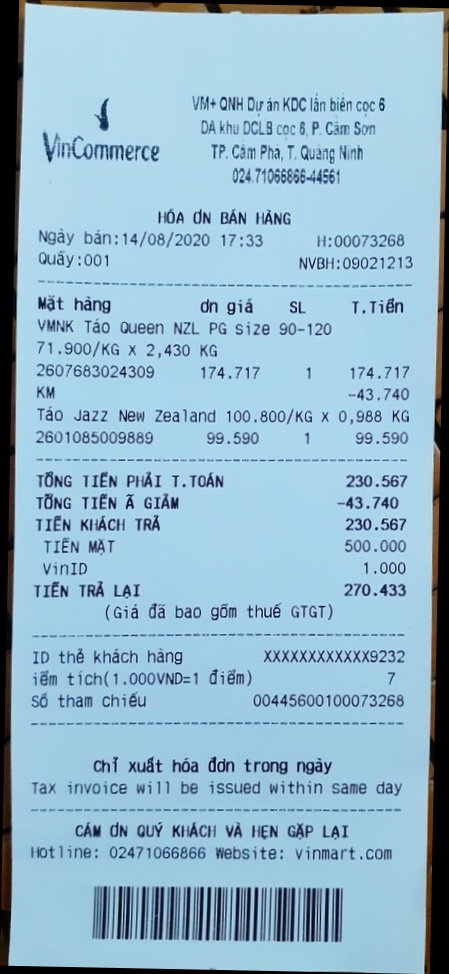 VinCommerce
VM+ QNH Dự án KDC lấn biển cọc 6
DA khu DCLB cọc 6, P. Cẩm Sơn
TP. Cẩm Phả, T. Quảng Ninh
024.71066866-44561
HÓA ƠN BÁN HÀNG
Ngày bán:14/08/2020 17:33 H:00073268
Quầy:001 NVBH:09021213
Mặt hàng ơn giá SL T.Tiền
VMNK Táo Queen NZL PG size 90-120
71.900/KG X 2,430 KG
2607683024309 174.717 1 174.717
KM -43.740
Táo Jazz New Zealand 100.800/KG X 0,988 KG
2601085009889 99.590 1 99.590
TỔNG TIỀN PHẢI T.TOÁN 230.567
TỔNG TIỀN Ã GIẢM -43.740
TIỀN KHÁCH TRẢ 230.567
TIỀN MẶT 500.000
VinID 1.000
TIỀN TRẢ LẠI 270.433
(Giá đã bao gồm thuế GTGT)
ID thẻ khách hàng XXXXXXXXXXXX9232
iểm tích(1.000VND=1 điểm) 7
Số tham chiếu 00445600100073268
Chỉ xuất hóa đơn trong ngày
Tax invoice will be issued within same day
CẢM ƠN QUÝ KHÁCH VÀ HẸN GẶP LẠI
Hotline: 02471066866 Website: vinmart.com